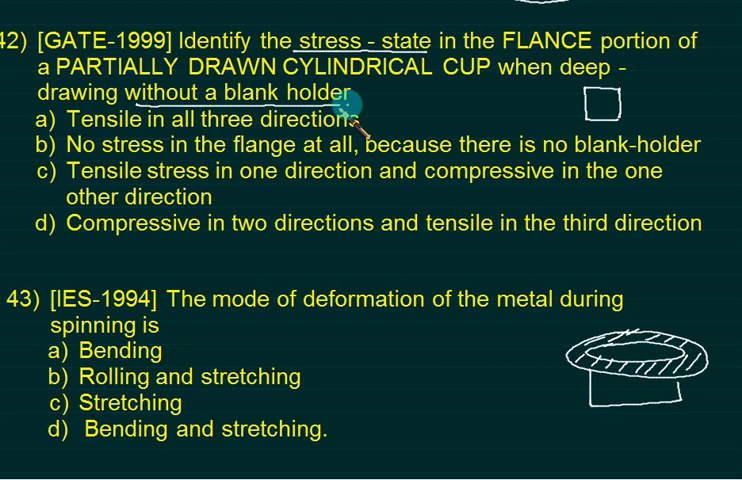 42) [GATE-1999] Identify the stress - state in the FLANCE portion of
a PARTIALLY DRAWN CYLINDRICAL CUP when deep -
drawing without a blank holder
a) Tensile in all three directions
b) No stress in the flange at all, because there is no blank-holder
c) Tensile stress in one direction and compressive in the one
other direction
d) Compressive in two directions and tensile in the third direction
43) [IES-1994] The mode of deformation of the metal during
spinning is
a) Bending
b) Rolling and stretching
c) Stretching
d) Bending and stretching.